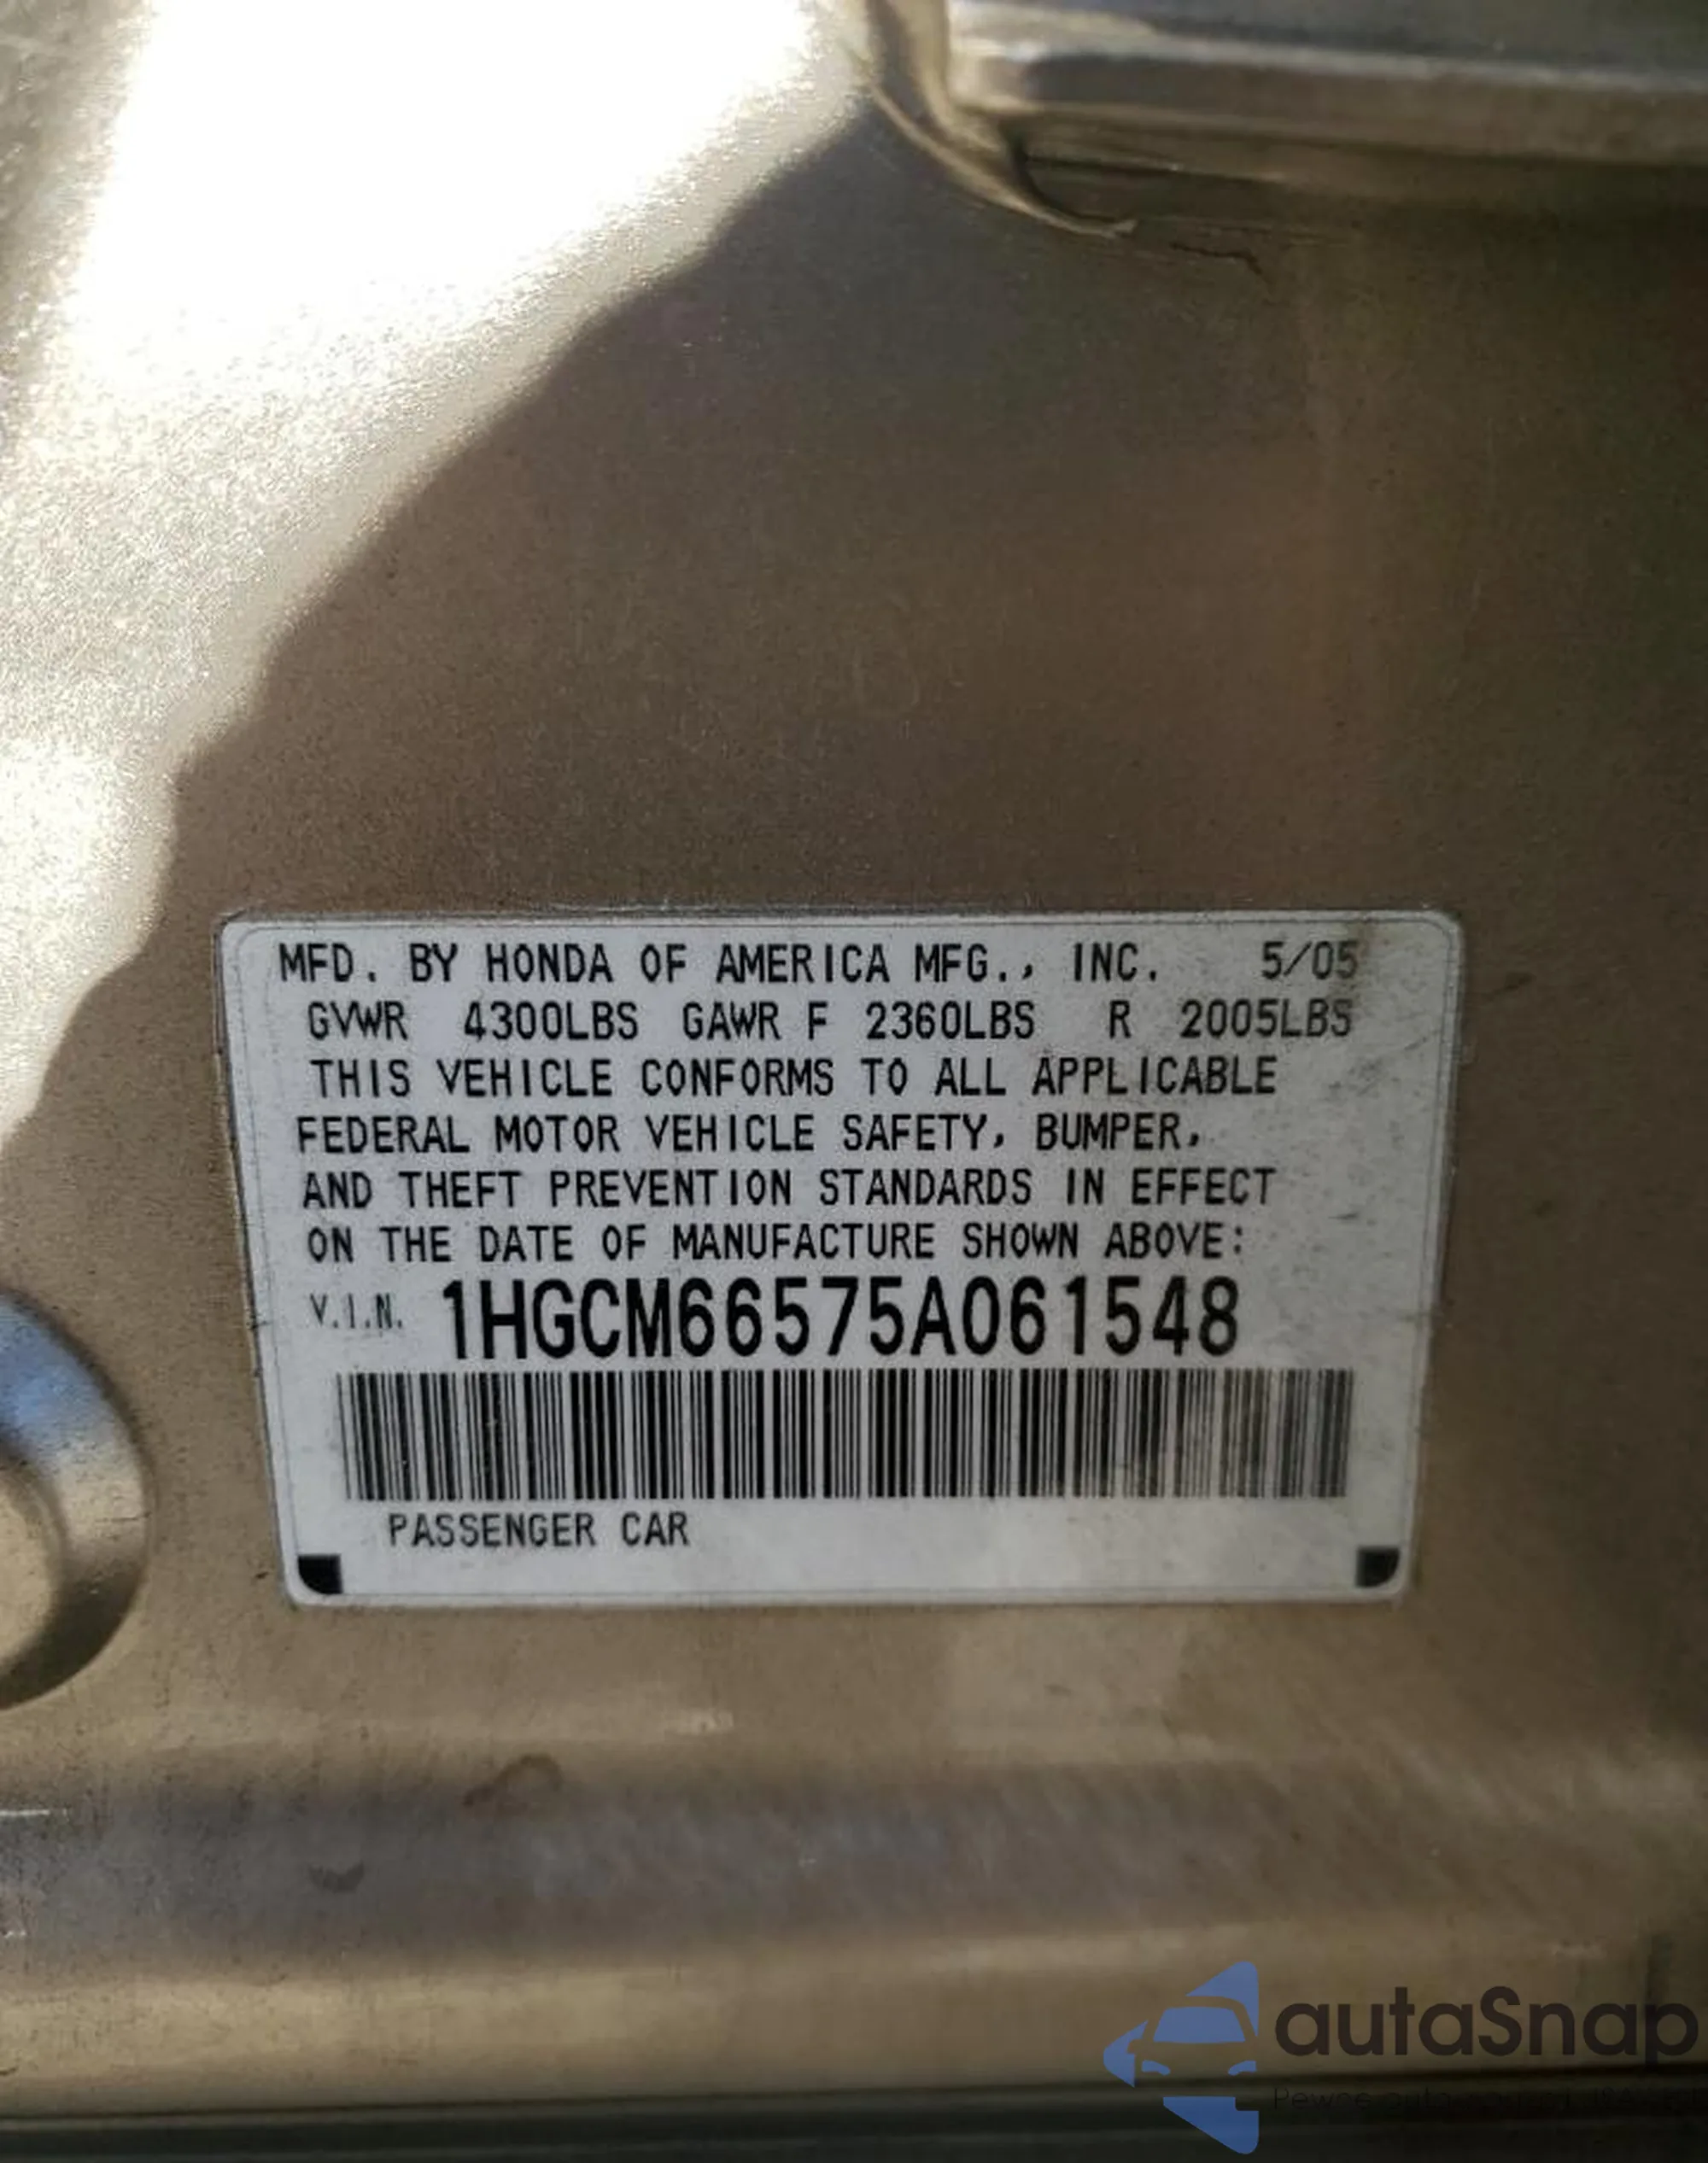 MFD. BY HONDA OF AMERICA MFG., INC. 5/05
GVWR 4300LBS GAWR F 2360LBS R 2005LBS
THIS VEHICLE CONFORMS TO ALL APPLICABLE
FEDERAL MOTOR VEHICLE SAFETY, BUMPER,
AND THEFT PREVENTION STANDARDS IN EFFECT
ON THE DATE OF MANUFACTURE SHOWN ABOVE:
V.I.N. 1HGCM66575A061548
PASSENGER CAR
autaSnap
Pewne auta